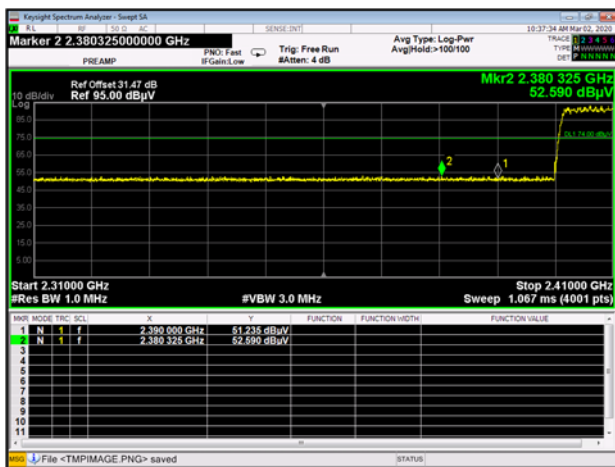 Keysight Spectrum Analyzer - Swept SA
RL RF 50 Ω AC SENSE:INT 10:37:34 AM Mar 02, 2020
Marker 2 2.380325000000 GHz Avg Type: Log-Pwr TRACE 1 2 3 4 5 6
PNO: Fast Trig: Free Run Avg|Hold:>100/100 TYPE M W W W W W
PREAMP IFGain:Low #Atten: 4 dB DET P N N N N N
Ref Offset 31.47 dB Mkr2 2.380 325 GHz
10 dB/div Ref 95.00 dBµV 52.590 dBµV
Log
85.0
75.0 DL1 74.00 dBµV
65.0
2 1
55.0
45.0
35.0
25.0
15.0
5.00
Start 2.31000 GHz Stop 2.41000 GHz
#Res BW 1.0 MHz #VBW 3.0 MHz Sweep 1.067 ms (4001 pts)
MKR MODE TRC SCL X Y FUNCTION FUNCTION WIDTH FUNCTION VALUE
1 N 1 f 2.390 000 GHz 51.235 dBµV
2 N 1 f 2.380 325 GHz 52.590 dBµV
3
4
5
6
7
8
9
10
11
MSG File <TMPIMAGE.PNG> saved STATUS